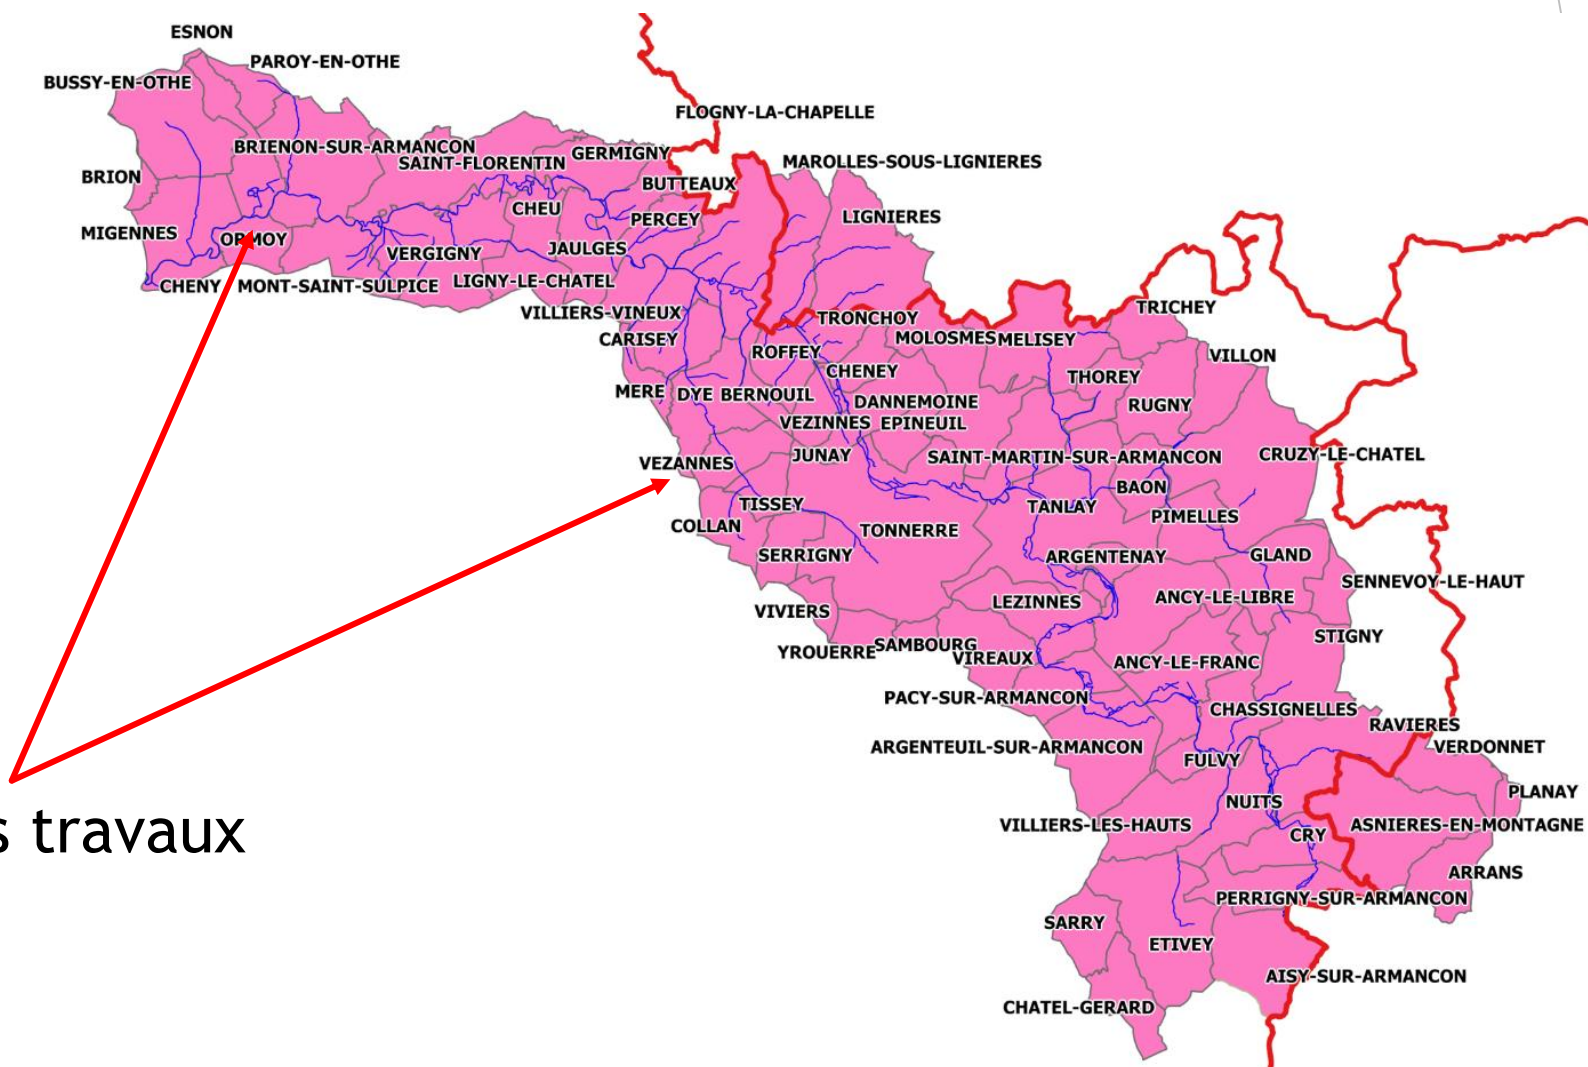 ESNON
PAROY-EN-OTHE
BUSSY-EN-OTHE
FLOGNY-LA-CHAPELLE
BRIENON-SUR-ARMANCON
GERMIGNY
SAINT-FLORENTIN
MAROLLES-SOUS-LIGNIERES
BRION
BUTTEAUX
CHEU
PERCEY
LIGNIERES
MIGENNES
ORMOY
JAULGES
VERGIGNY
CHENY
MONT-SAINT-SULPICE
LIGNY-LE-CHATEL
TRICHEY
VILLIERS-VINEUX
TRONCHOY
CARISEY
MOLOSMES
MELISEY
ROFFEY
VILLON
CHENEY
THOREY
MERE
DYE
BERNOUIL
DANNEMOINE
RUGNY
VEZINNES
EPINEUIL
JUNAY
SAINT-MARTIN-SUR-ARMANCON
CRUZY-LE-CHATEL
VEZANNES
BAON
TISSEY
TANLAY
PIMELLES
COLLAN
TONNERRE
SERRIGNY
ARGENTENAY
GLAND
SENNEVOY-LE-HAUT
LEZINNES
ANCY-LE-LIBRE
VIVIERS
STIGNY
YROUERRE
SAMBOURG
VIREAUX
ANCY-LE-FRANC
PACY-SUR-ARMANCON
CHASSIGNELLES
RAVIERES
ARGENTEUIL-SUR-ARMANCON
VERDONNET
FULVY
PLANAY
NUITS
VILLIERS-LES-HAUTS
CRY
ASNIERES-EN-MONTAGNE
s travaux
ARRANS
PERRIGNY-SUR-ARMANCON
SARRY
ETIVEY
AISY-SUR-ARMANCON
CHATEL-GERARD